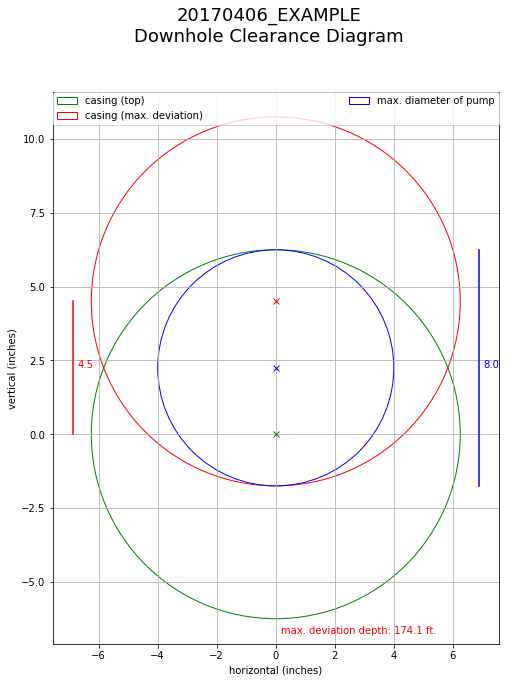 20170406_EXAMPLE
Downhole Clearance Diagram
casing (top)
casing (max. deviation)
max. diameter of pump
10.0
7.5
5.0
2.5
0.0
−2.5
−5.0
vertical (inches)
4.5
8.0
max. deviation depth: 174.1 ft.
−6 −4 −2 0 2 4 6
horizontal (inches)